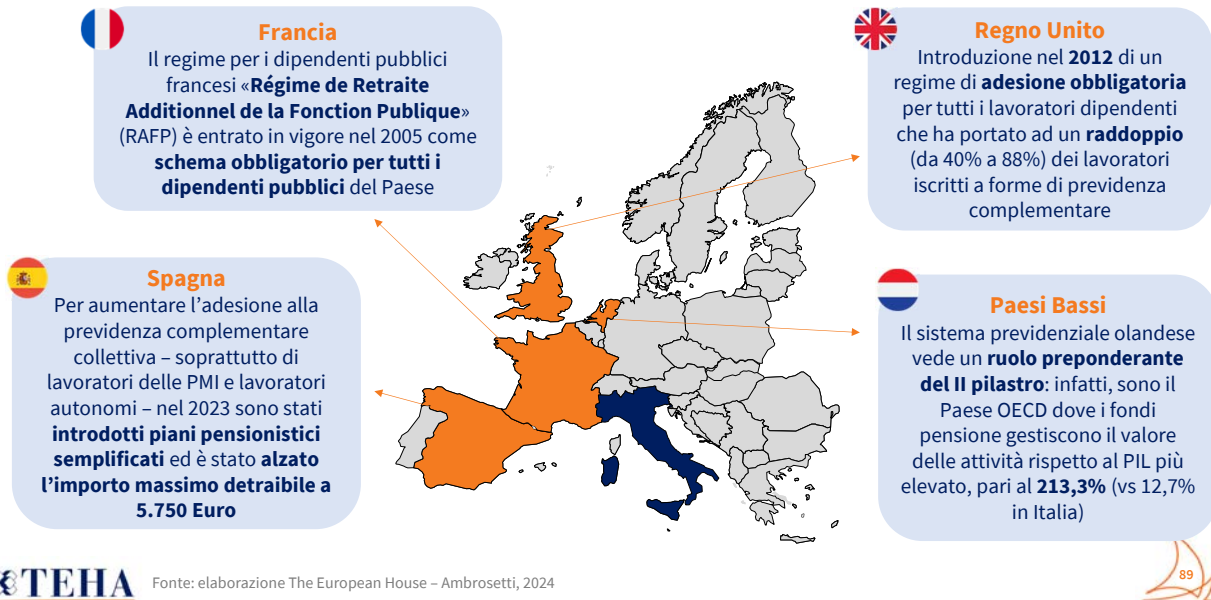 Francia
Il regime per i dipendenti pubblici
francesi «Régime de Retraite
Additionnel de la Fonction Publique»
(RAFP) è entrato in vigore nel 2005 come
schema obbligatorio per tutti i
dipendenti pubblici del Paese
Regno Unito
Introduzione nel 2012 di un
regime di adesione obbligatoria
per tutti i lavoratori dipendenti
che ha portato ad un raddoppio
(da 40% a 88%) dei lavoratori
iscritti a forme di previdenza
complementare
Spagna
Per aumentare l’adesione alla
previdenza complementare
collettiva – soprattutto di
lavoratori delle PMI e lavoratori
autonomi – nel 2023 sono stati
introdotti piani pensionistici
semplificati ed è stato alzato
l’importo massimo detraibile a
5.750 Euro
Paesi Bassi
Il sistema previdenziale olandese
vede un ruolo preponderante
del II pilastro: infatti, sono il
Paese OECD dove i fondi
pensione gestiscono il valore
delle attività rispetto al PIL più
elevato, pari al 213,3% (vs 12,7%
in Italia)
TEHA
Fonte: elaborazione The European House – Ambrosetti, 2024
89